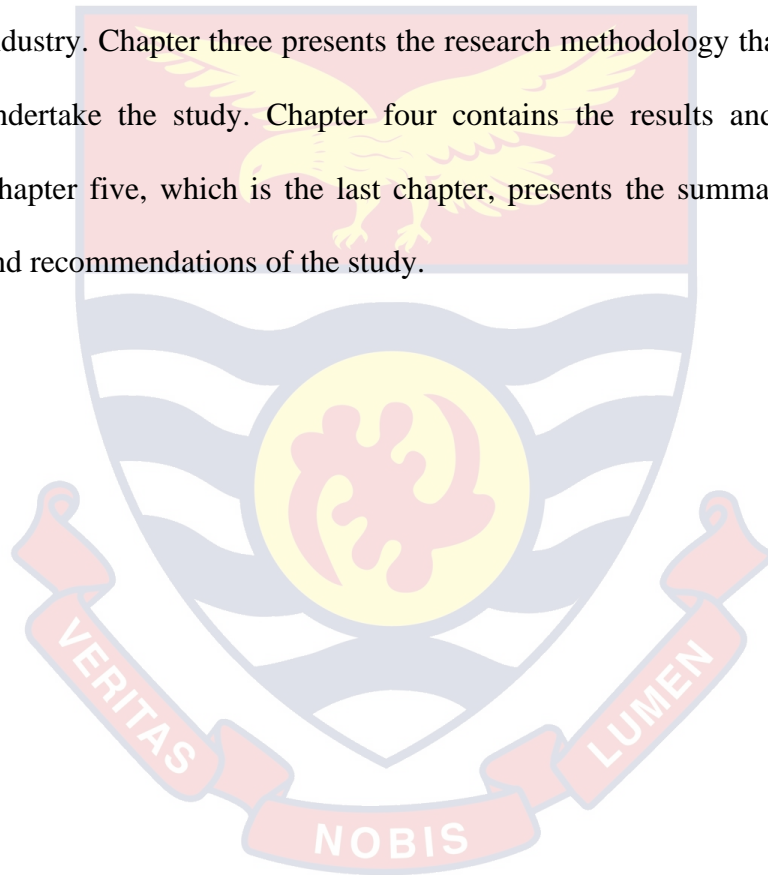 dustry. Chapter three presents the research methodology tha
ndertake the study. Chapter four contains the results and
hapter five, which is the last chapter, presents the summa
nd recommendations of the study.
VERITAS
NOBIS
LUMEN